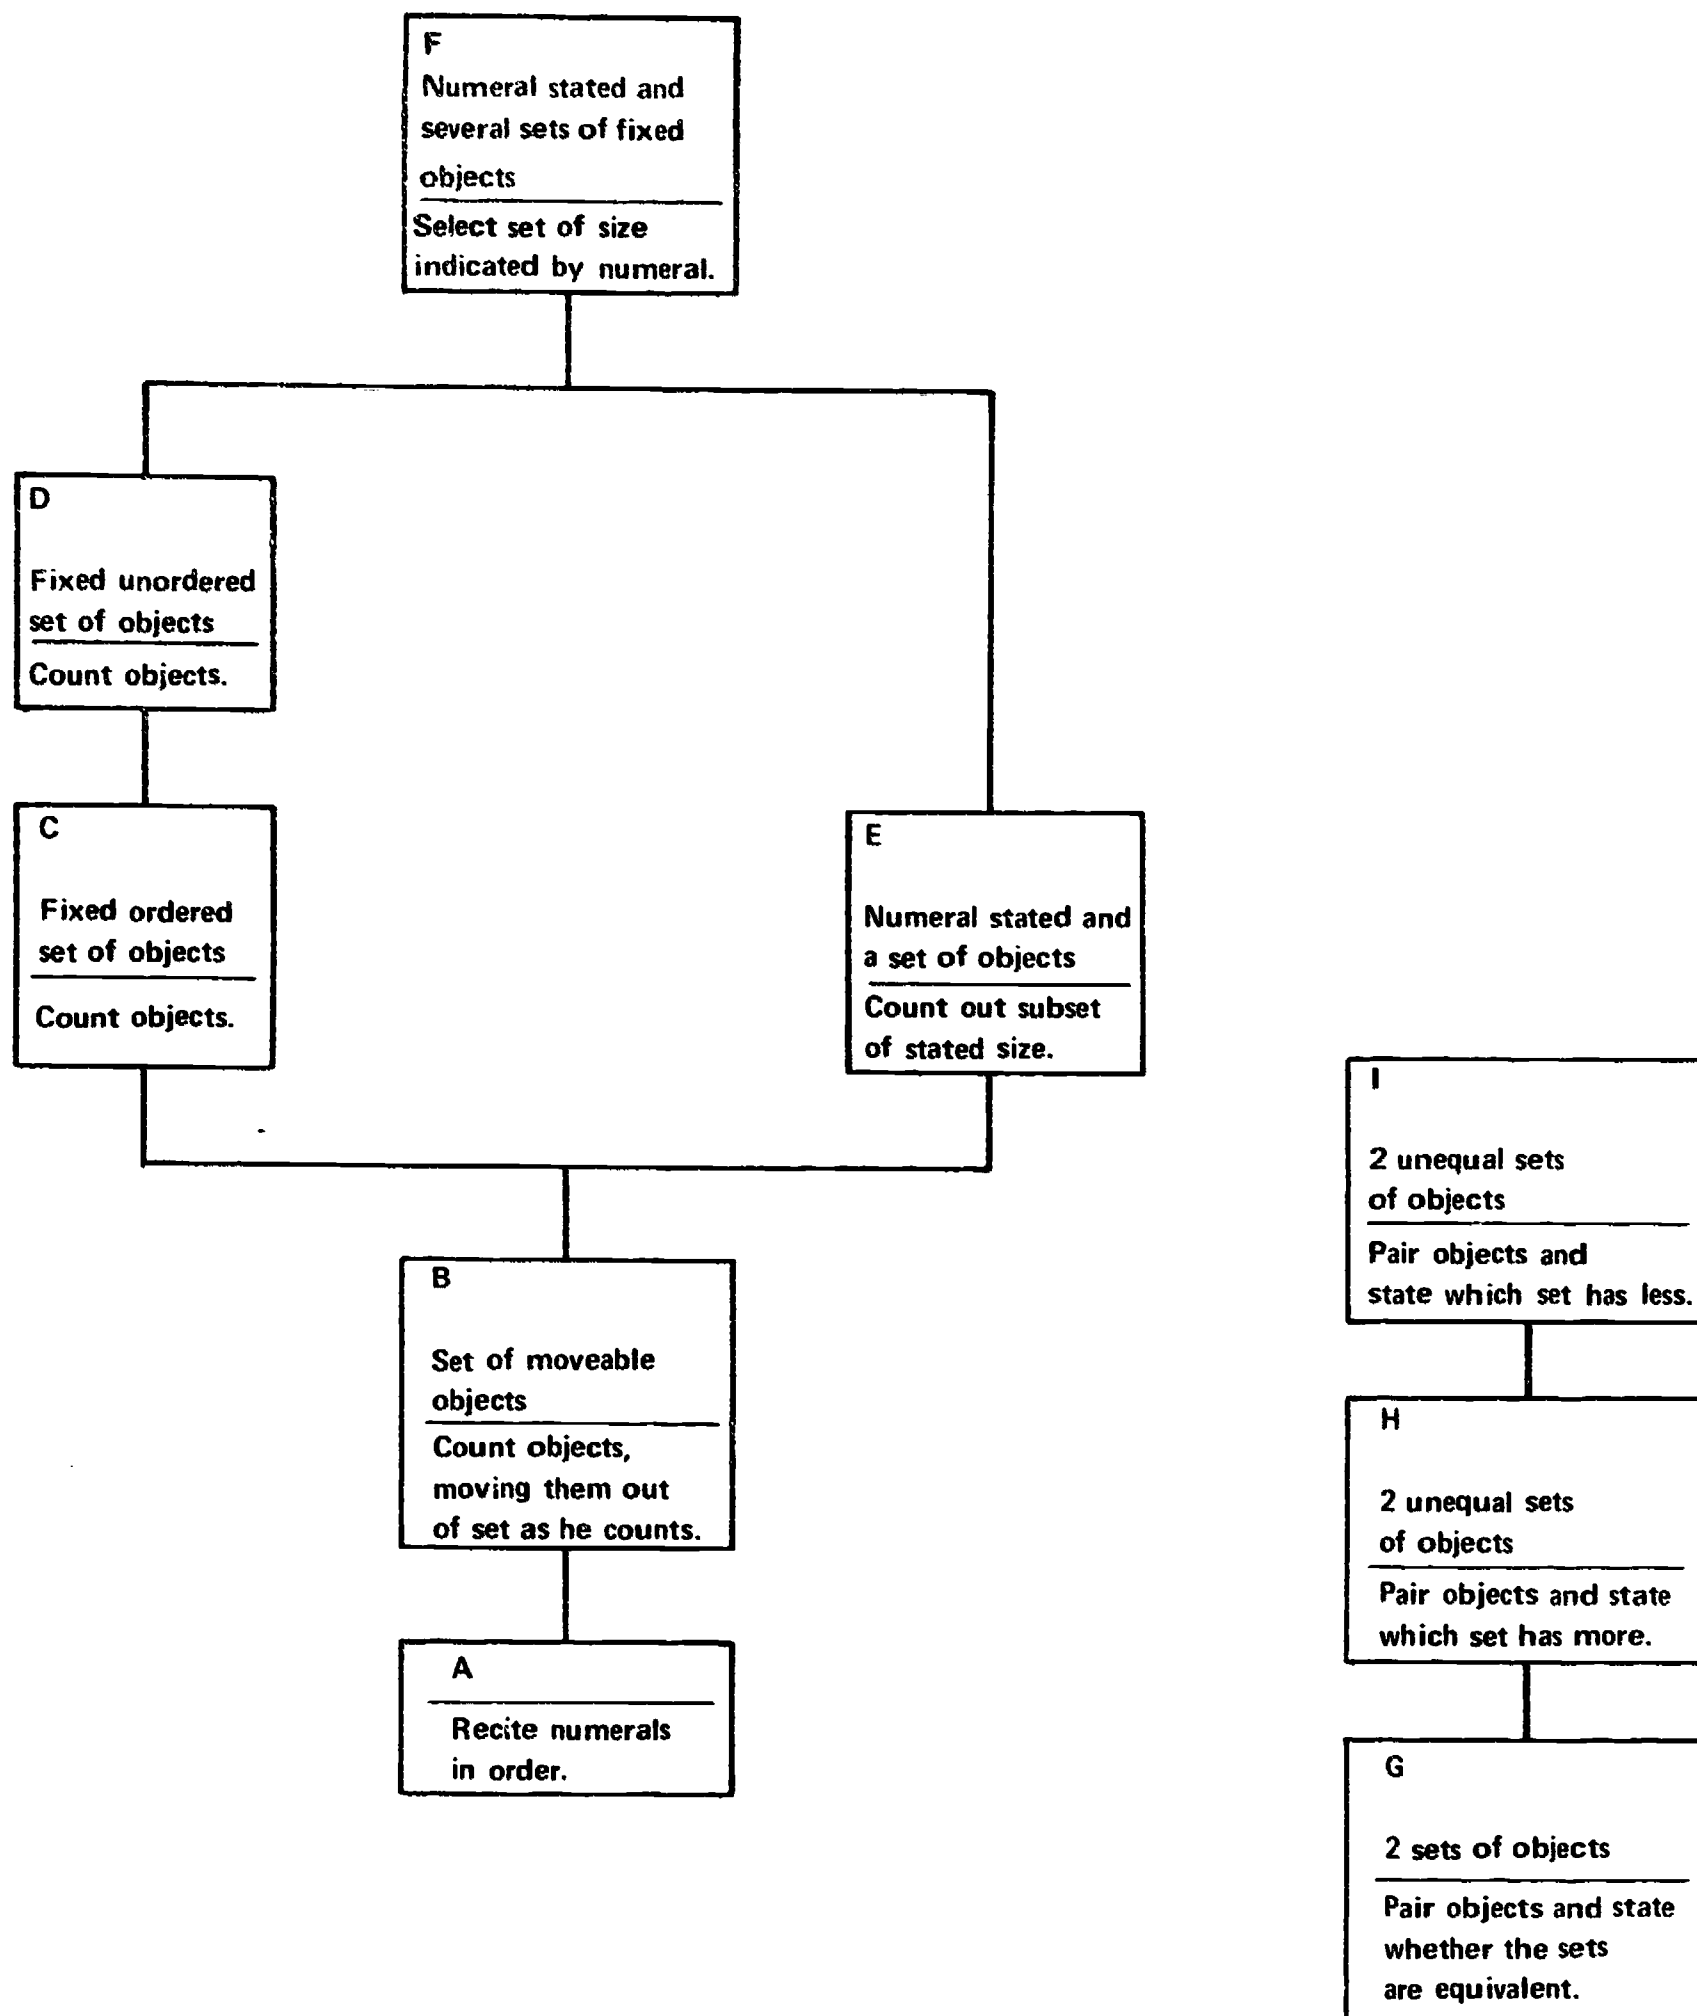 F
Numeral stated and
several sets of fixed
objects
Select set of size
indicated by numeral.
D
Fixed unordered
set of objects
Count objects.
C
Fixed ordered
set of objects
Count objects.
E
Numeral stated and
a set of objects
Count out subset
of stated size.
B
Set of moveable
objects
Count objects,
moving them out
of set as he counts.
A
Recite numerals
in order.
I
2 unequal sets
of objects
Pair objects and
state which set has less.
H
2 unequal sets
of objects
Pair objects and state
which set has more.
G
2 sets of objects
Pair objects and state
whether the sets
are equivalent.